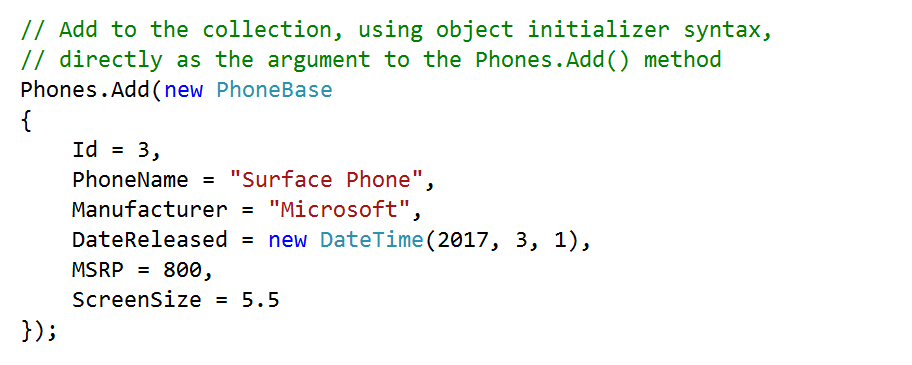 // Add to the collection, using object initializer syntax,
// directly as the argument to the Phones.Add() method
Phones.Add(new PhoneBase
{
    Id = 3,
    PhoneName = "Surface Phone",
    Manufacturer = "Microsoft",
    DateReleased = new DateTime(2017, 3, 1),
    MSRP = 800,
    ScreenSize = 5.5
});